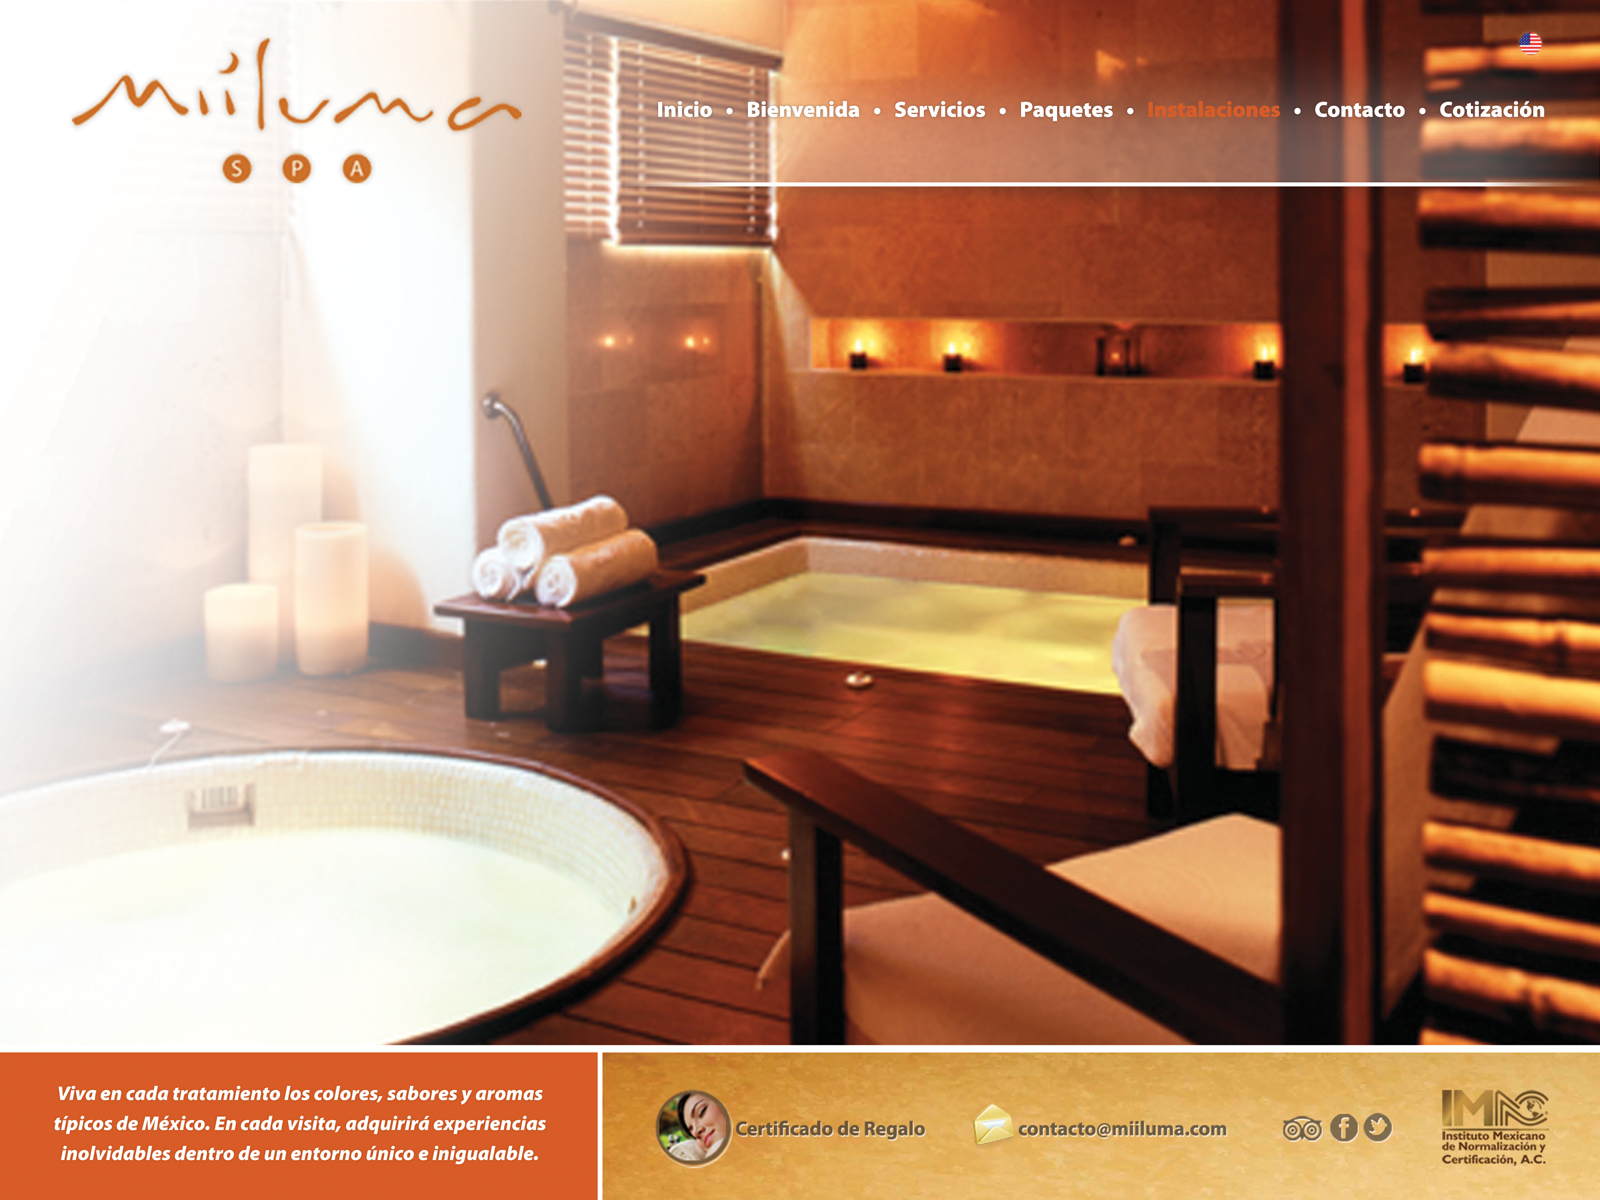 miiluma
S P A
Inicio • Bienvenida • Servicios • Paquetes • Instalaciones • Contacto • Cotización
Viva en cada tratamiento los colores, sabores y aromas
típicos de México. En cada visita, adquirirá experiencias
inolvidables dentro de un entorno único e inigualable.
Certificado de Regalo
contacto@miiluma.com
IMNC
Instituto Mexicano
de Normalización y
Certificación, A.C.